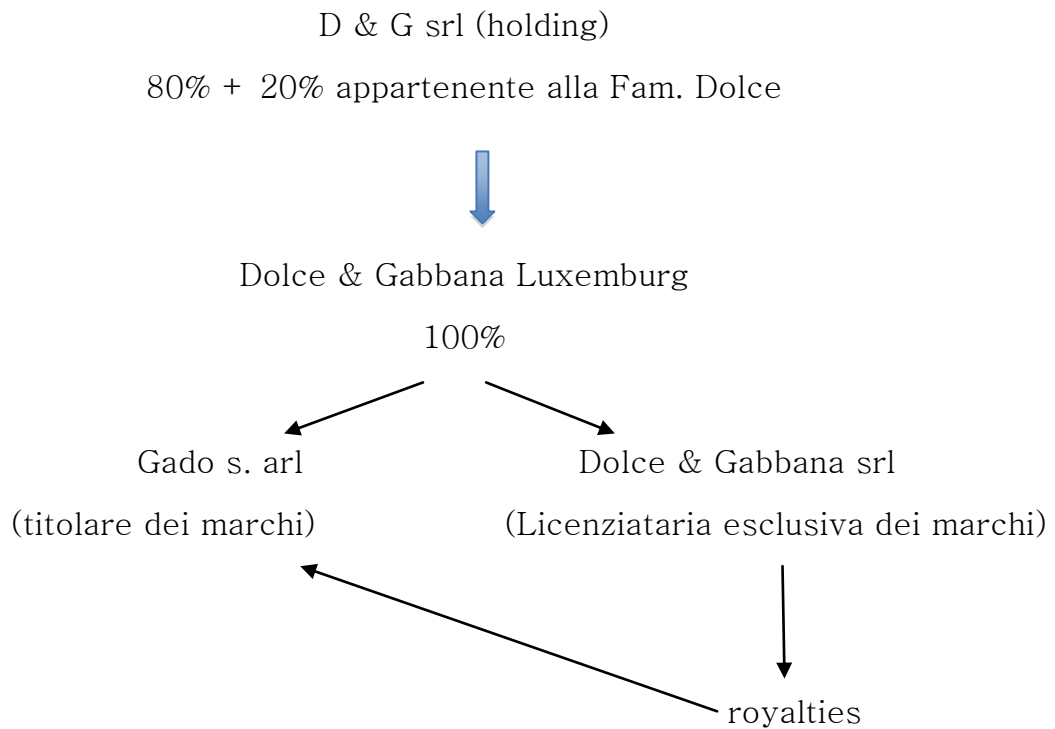 D & G srl (holding)
80% + 20% appartenente alla Fam. Dolce
Dolce & Gabbana Luxemburg
100%
Gado s. arl
Dolce & Gabbana srl
(titolare dei marchi)
(Licenziataria esclusiva dei marchi)
royalties